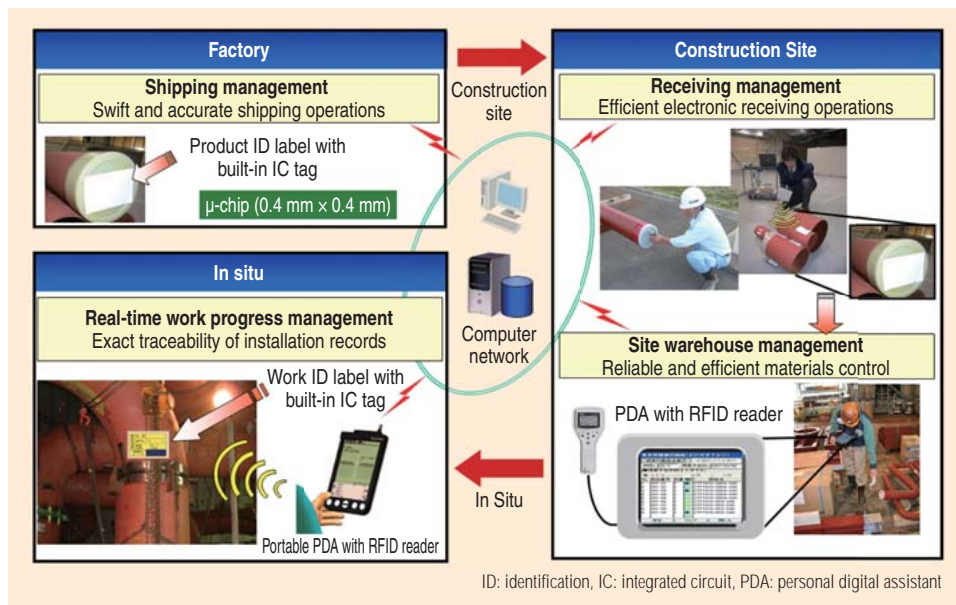 Factory
Shipping management
Swift and accurate shipping operations
Product ID label with
built-in IC tag
μ-chip (0.4 mm × 0.4 mm)
Construction
site
Construction Site
Receiving management
Efficient electronic receiving operations
Site warehouse management
Reliable and efficient materials control
PDA with RFID reader
Computer
network
In Situ
In situ
Real-time work progress management
Exact traceability of installation records
Work ID label with
built-in IC tag
Portable PDA with RFID reader
ID: identification, IC: integrated circuit, PDA: personal digital assistant